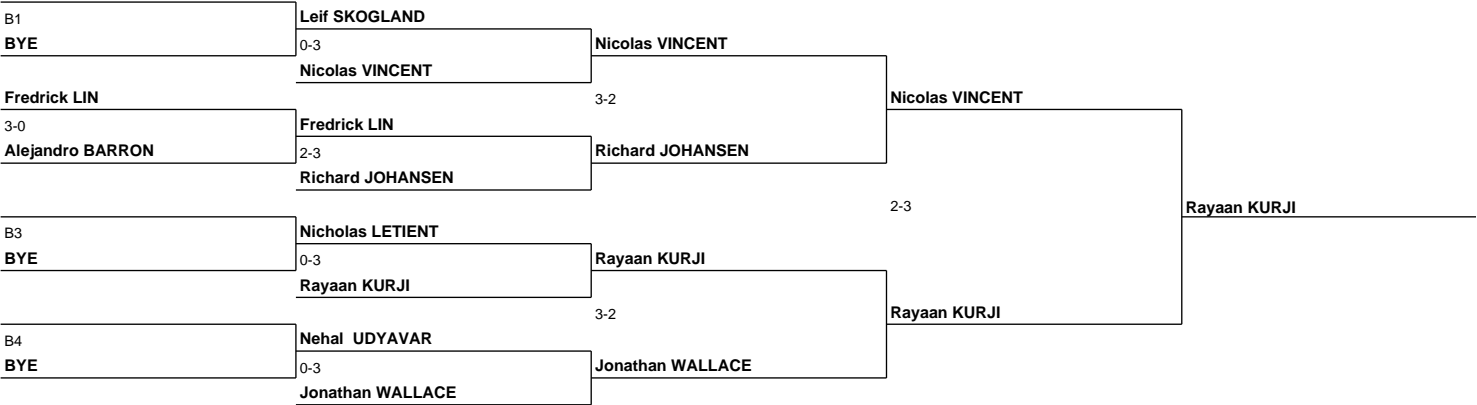 B1
BYE
Leif SKOGLAND
0-3
Nicolas VINCENT
Nicolas VINCENT
Fredrick LIN
3-0
Alejandro BARRON
Fredrick LIN
2-3
Richard JOHANSEN
3-2
Richard JOHANSEN
Nicolas VINCENT
B3
BYE
Nicholas LETIENT
0-3
Rayaan KURJI
Rayaan KURJI
B4
BYE
Nehal UDYAVAR
0-3
Jonathan WALLACE
3-2
Jonathan WALLACE
Rayaan KURJI
2-3
Rayaan KURJI